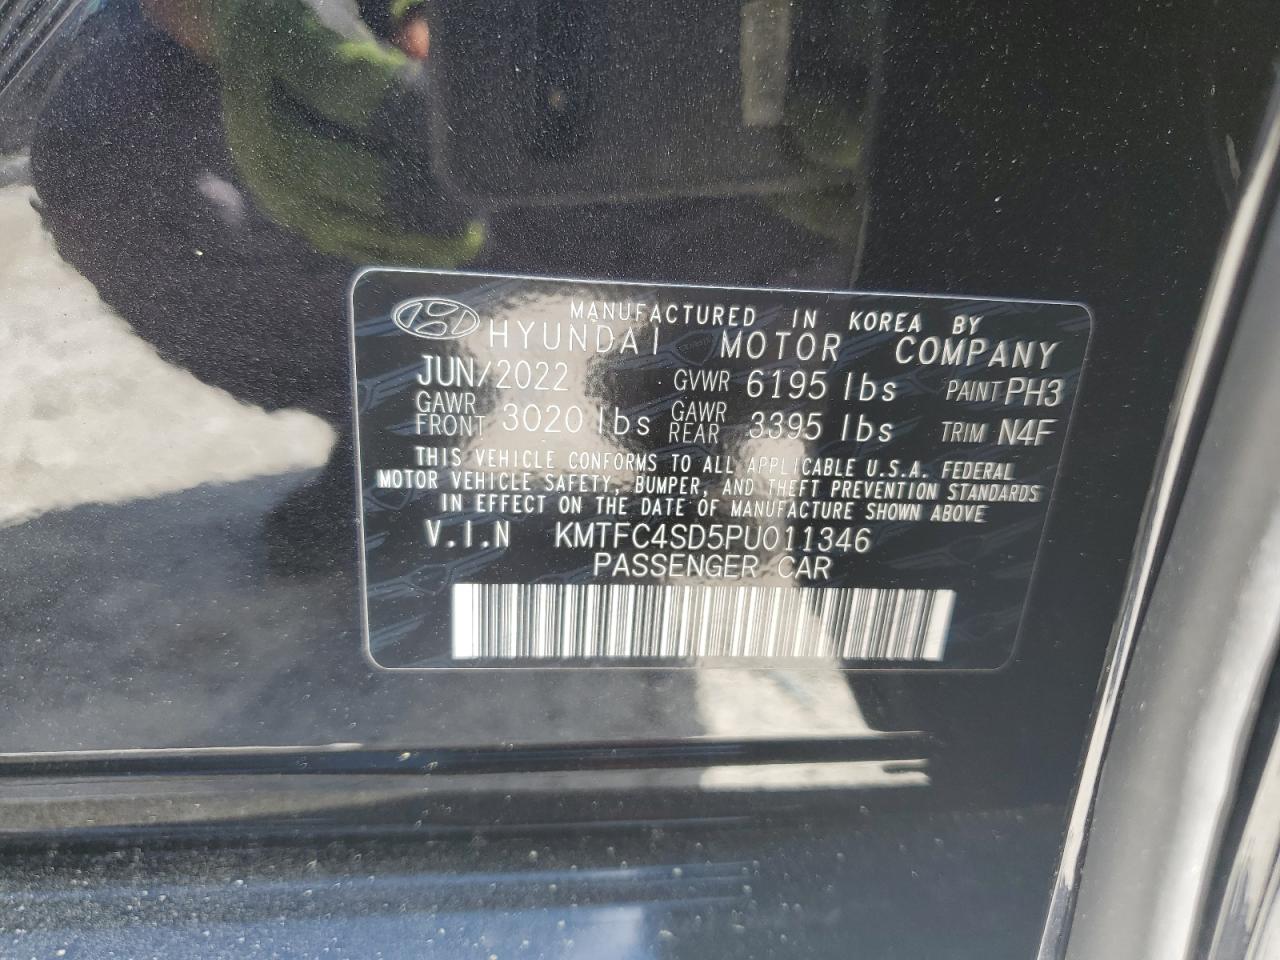 MANUFACTURED IN KOREA BY
HYUNDAI MOTOR COMPANY
JUN/2022 GVWR 6195 lbs PAINT PH3
GAWR FRONT 3020 lbs GAWR REAR 3395 lbs TRIM N4F
THIS VEHICLE CONFORMS TO ALL APPLICABLE U.S.A. FEDERAL
MOTOR VEHICLE SAFETY, BUMPER, AND THEFT PREVENTION STANDARDS
IN EFFECT ON THE DATE OF MANUFACTURE SHOWN ABOVE
V.I.N KMTFC4SD5PU011346
PASSENGER CAR